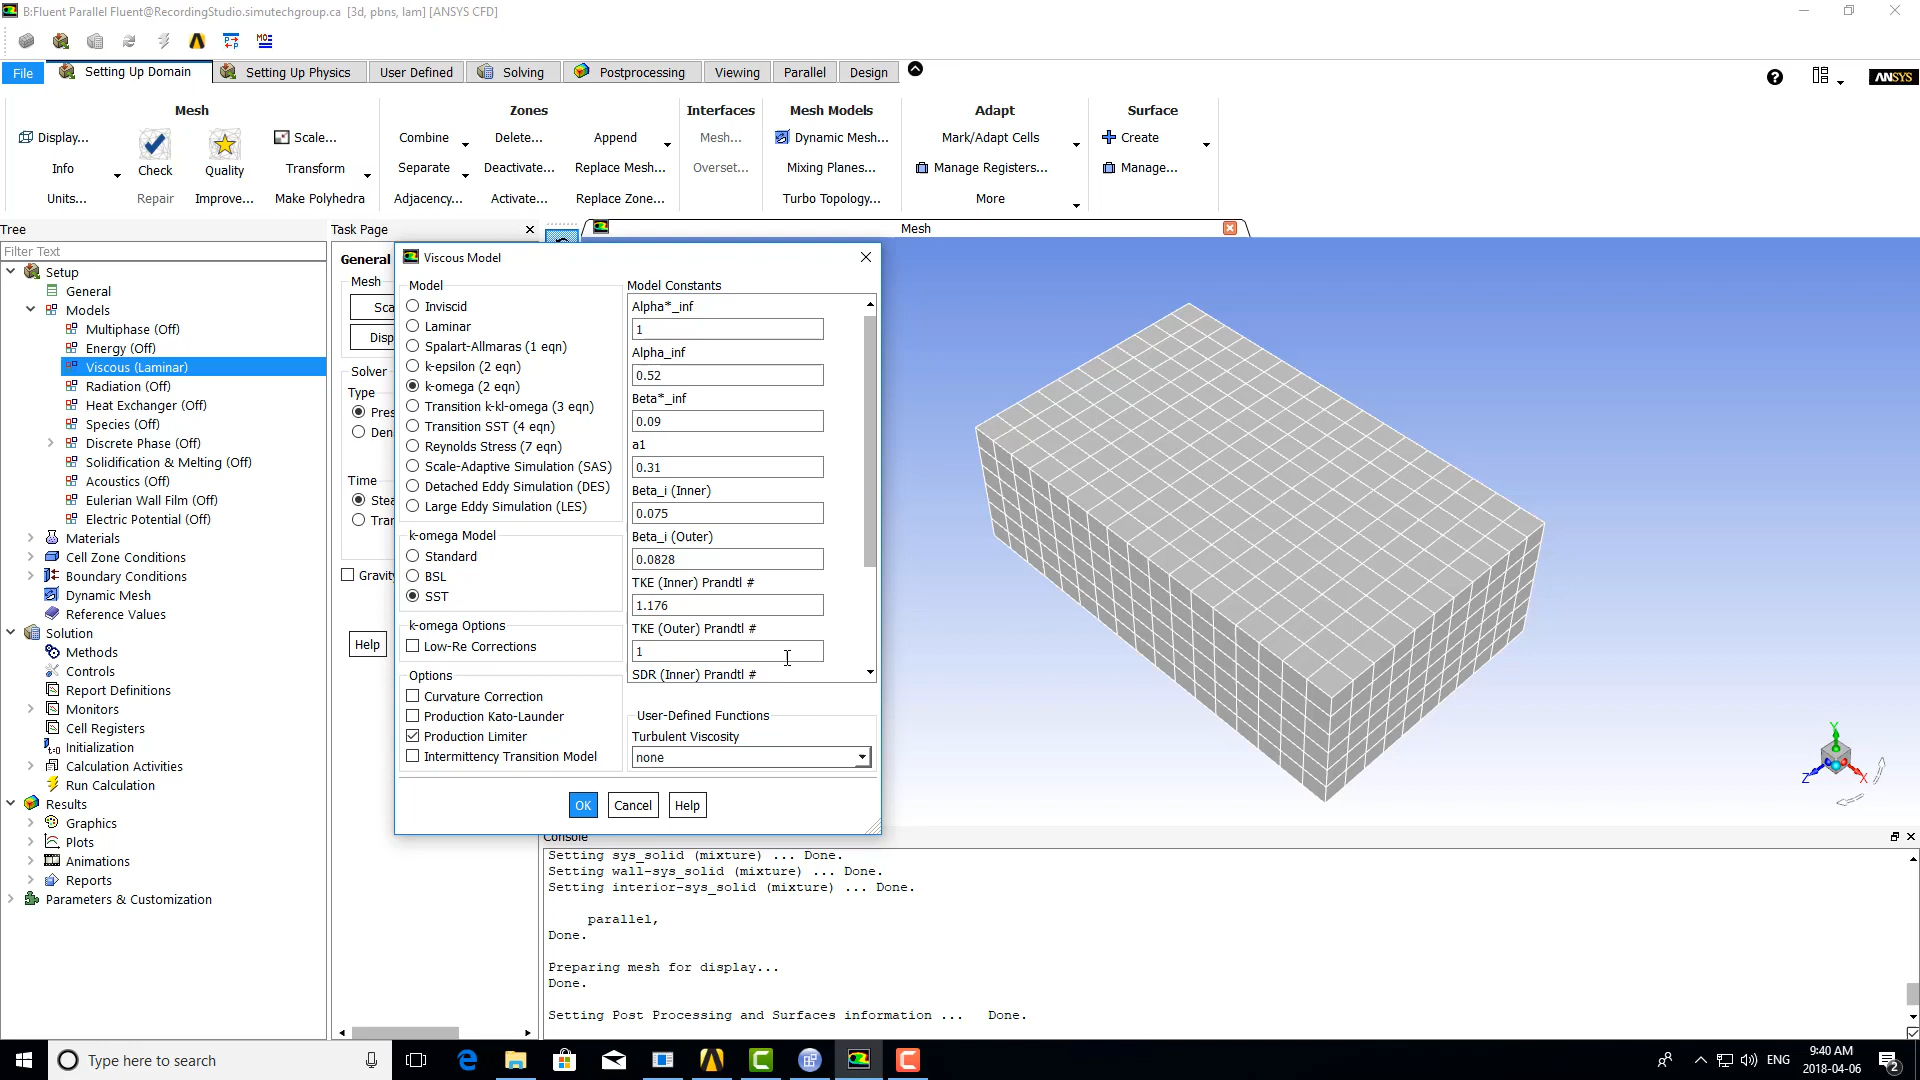 B:Fluent Parallel Fluent@RecordingStudio.simutechgroup.ca [3d, pbns, lam] [ANSYS CFD]
File
Setting Up Domain
Setting Up Physics
User Defined
Solving
Postprocessing
Viewing
Parallel
Design
ANSYS
Mesh
Zones
Interfaces
Mesh Models
Adapt
Surface
Display...
Scale...
Combine
Delete...
Append
Mesh...
Dynamic Mesh...
Mark/Adapt Cells
Create
Info
Check
Quality
Transform
Separate
Deactivate...
Replace Mesh...
Overset...
Mixing Planes...
Manage Registers...
Manage...
Units...
Repair
Improve...
Make Polyhedra
Adjacency...
Activate...
Replace Zone...
Turbo Topology...
More
Tree
Filter Text
Setup
General
Models
Multiphase (Off)
Energy (Off)
Viscous (Laminar)
Radiation (Off)
Heat Exchanger (Off)
Species (Off)
Discrete Phase (Off)
Solidification & Melting (Off)
Acoustics (Off)
Eulerian Wall Film (Off)
Electric Potential (Off)
Materials
Cell Zone Conditions
Boundary Conditions
Dynamic Mesh
Reference Values
Solution
Methods
Controls
Report Definitions
Monitors
Cell Registers
Initialization
Calculation Activities
Run Calculation
Results
Graphics
Plots
Animations
Reports
Parameters & Customization
Task Page
General
Mesh
Sca
Disp
Solver
Type
Pres
Den
Time
Stea
Tran
Gravity
Help
Mesh
Viscous Model
Model
Inviscid
Laminar
Spalart-Allmaras (1 eqn)
k-epsilon (2 eqn)
k-omega (2 eqn)
Transition k-kl-omega (3 eqn)
Transition SST (4 eqn)
Reynolds Stress (7 eqn)
Scale-Adaptive Simulation (SAS)
Detached Eddy Simulation (DES)
Large Eddy Simulation (LES)
k-omega Model
Standard
BSL
SST
k-omega Options
Low-Re Corrections
Options
Curvature Correction
Production Kato-Launder
Production Limiter
Intermittency Transition Model
Model Constants
Alpha*_inf
1
Alpha_inf
0.52
Beta*_inf
0.09
a1
0.31
Beta_i (Inner)
0.075
Beta_i (Outer)
0.0828
TKE (Inner) Prandtl #
1.176
TKE (Outer) Prandtl #
1
SDR (Inner) Prandtl #
User-Defined Functions
Turbulent Viscosity
none
OK
Cancel
Help
Y
Z
X
Console
Setting sys_solid (mixture) ... Done.
Setting wall-sys_solid (mixture) ... Done.
Setting interior-sys_solid (mixture) ... Done.
parallel,
Done.
Preparing mesh for display...
Done.
Setting Post Processing and Surfaces information ... Done.
Type here to search
ENG
9:40 AM
2018-04-06
2